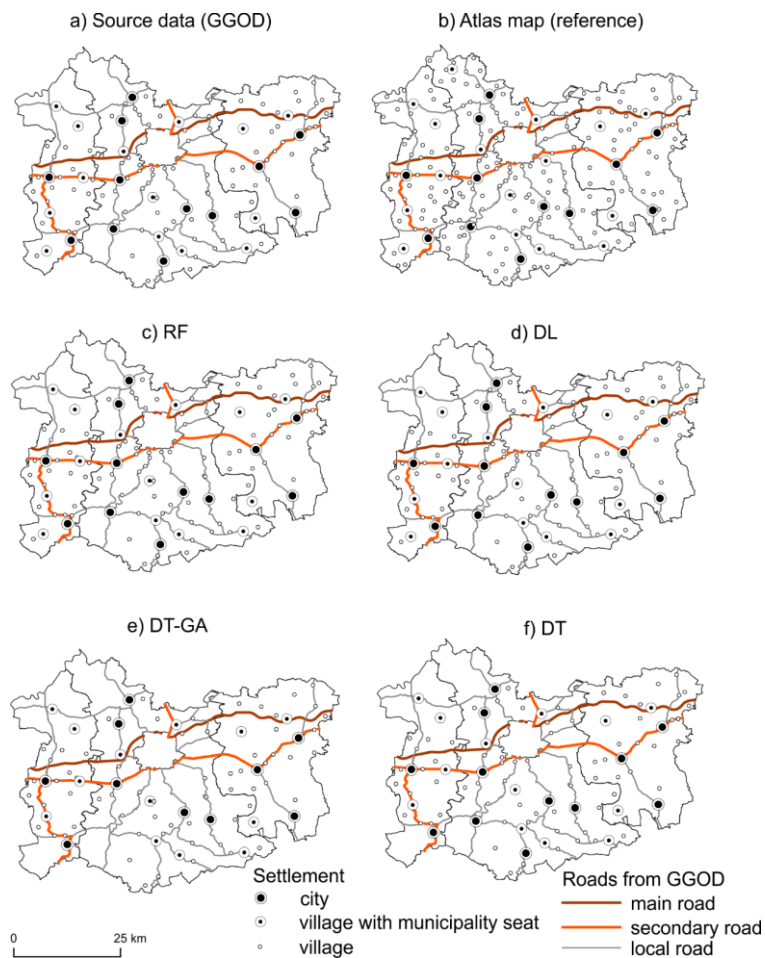 a) Source data (GGOD)
b) Atlas map (reference)
c) RF
d) DL
e) DT-GA
f) DT
Settlement
city
village with municipality seat
village
Roads from GGOD
main road
secondary road
local road
0 25 km